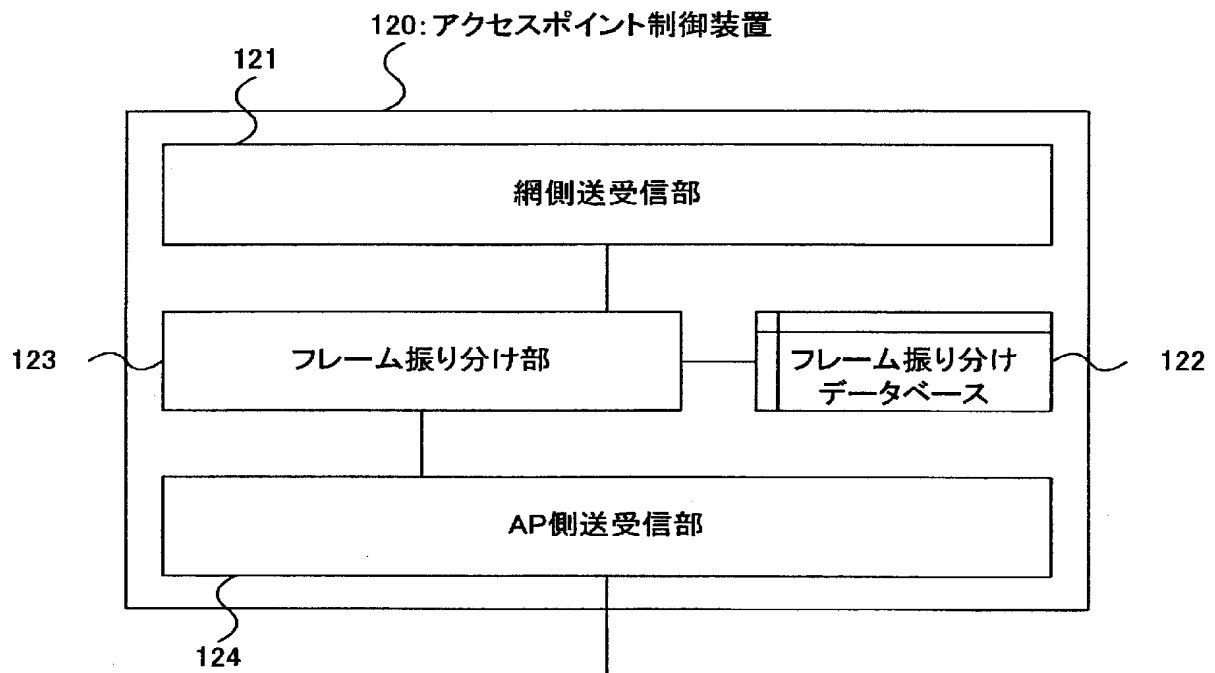 120:アクセスポイント制御装置
121
網側送受信部
123
フレーム振り分け部
フレーム振り分け
データベース
122
AP側送受信部
124